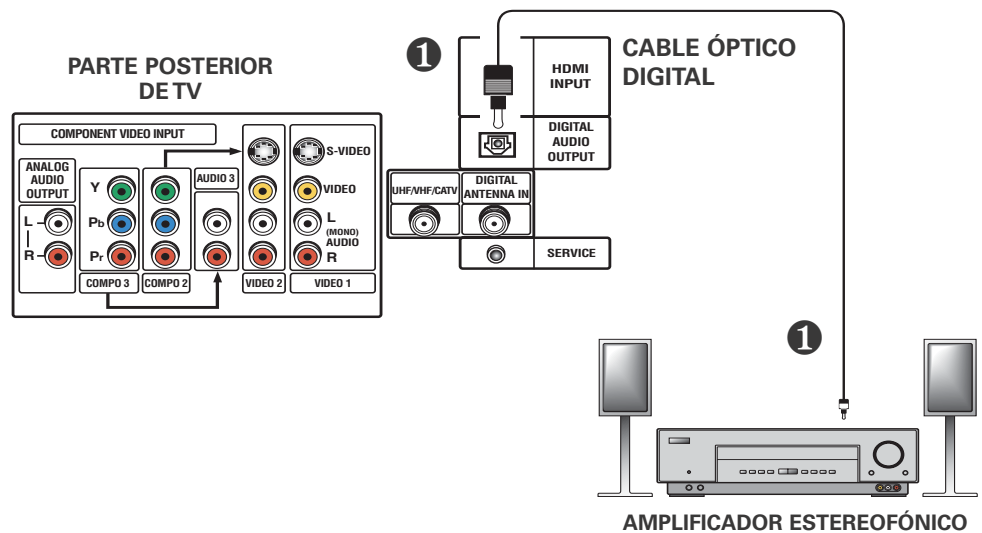 ❶
CABLE ÓPTICO
DIGITAL
PARTE POSTERIOR
DE TV
HDMI
INPUT
DIGITAL
AUDIO
OUTPUT
COMPONENT VIDEO INPUT
ANALOG
AUDIO
OUTPUT
S-VIDEO
Y
AUDIO 3
VIDEO
UHF/VHF/CATV
DIGITAL
ANTENNA IN
L
Pb
L
(MONO)
AUDIO
R
R
Pr
SERVICE
COMPO 3
COMPO 2
VIDEO 2
VIDEO 1
❶
AMPLIFICADOR ESTEREOFÓNICO